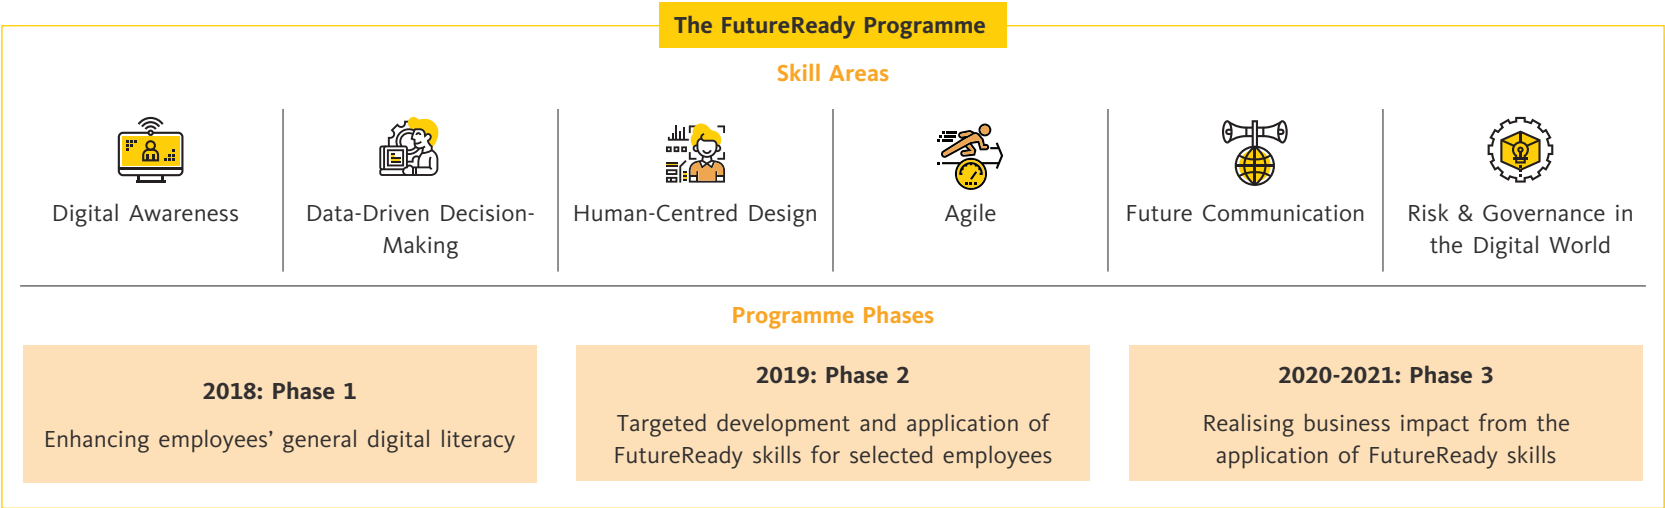 The FutureReady Programme
Skill Areas
Digital Awareness
Data-Driven Decision-
Making
Human-Centred Design
Agile
Future Communication
Risk & Governance in
the Digital World
Programme Phases
2018: Phase 1
Enhancing employees’ general digital literacy
2019: Phase 2
Targeted development and application of
FutureReady skills for selected employees
2020-2021: Phase 3
Realising business impact from the
application of FutureReady skills